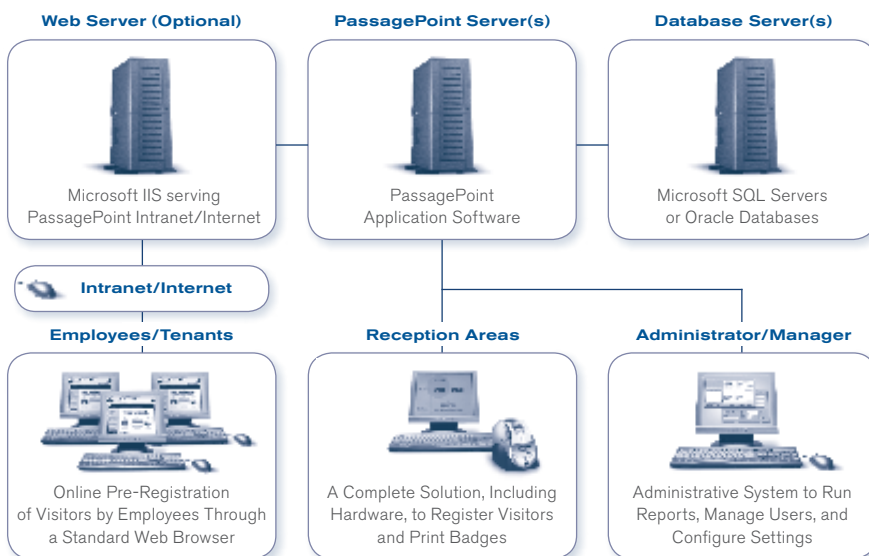 Web Server (Optional)
PassagePoint Server(s)
Database Server(s)
Microsoft IIS serving
PassagePoint Intranet/Internet
PassagePoint
Application Software
Microsoft SQL Servers
or Oracle Databases
Intranet/Internet
Employees/Tenants
Reception Areas
Administrator/Manager
Online Pre-Registration
of Visitors by Employees Through
a Standard Web Browser
A Complete Solution, Including
Hardware, to Register Visitors
and Print Badges
Administrative System to Run
Reports, Manage Users, and
Configure Settings